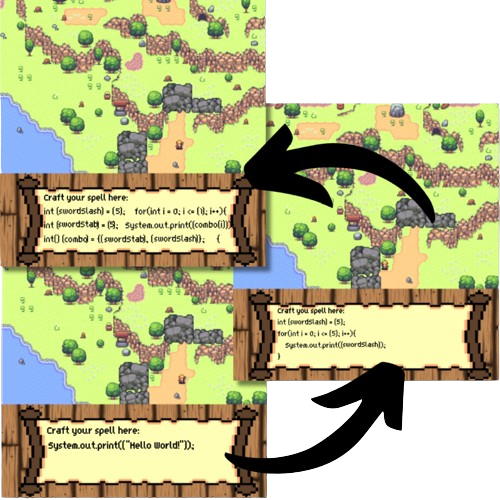 Craft your spell here:
int {swordSlash} = {5};   for(int i = 0; i <= {1}; i++){
int {swordStab} = {5};   System.out.print({combo[i]})
int[] {combo} = {{swordStab}, {swordSlash}};   {
Craft your spell here:
int {swordSlash} = {5};
for(int i = 0; i <= {5}; i++){
System.out.print({swordSlash});
}
Craft your spell here:
System.out.print({"Hello World!"});